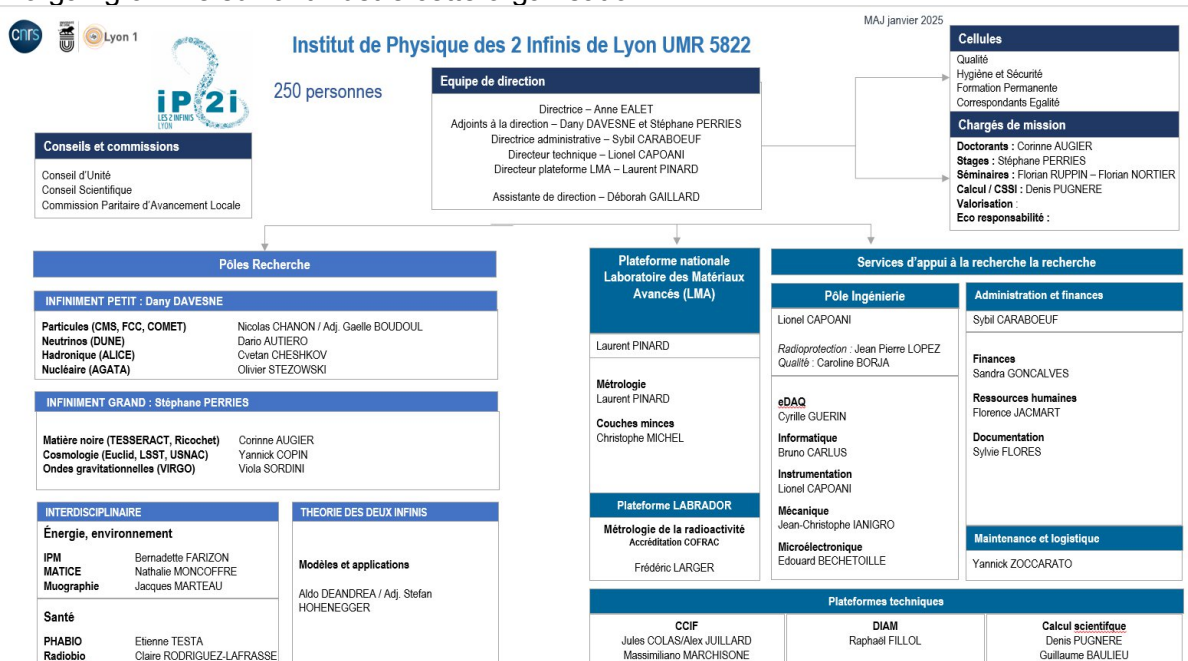 MAJ janvier 2025
cnrs
Lyon 1
iP 2i
LES 2 INFINIS
LYON
Institut de Physique des 2 Infinis de Lyon UMR 5822
250 personnes
Equipe de direction
Directrice – Anne EALET
Adjoints à la direction – Dany DAVESNE et Stéphane PERRIES
Directrice administrative – Sybil CARABOEUF
Directeur technique – Lionel CAPOANI
Directeur plateforme LMA – Laurent PINARD
Assistante de direction – Déborah GAILLARD
Cellules
Qualité
Hygiène et Sécurité
Formation Permanente
Correspondants Egalité
Chargés de mission
Doctorants : Corinne AUGIER
Stages : Stéphane PERRIES
Séminaires : Florian RUPPIN – Florian NORTIER
Calcul / CSSI : Denis PUGNERE
Valorisation :
Eco responsabilité :
Conseils et commissions
Conseil d'Unité
Conseil Scientifique
Commission Paritaire d'Avancement Locale
Pôles Recherche
INFINIMENT PETIT : Dany DAVESNE
Particules (CMS, FCC, COMET) Nicolas CHANON / Adj. Gaelle BOUDOUL
Neutrinos (DUNE) Dario AUTIERO
Hadronique (ALICE) Cvetan CHESHKOV
Nucléaire (AGATA) Olivier STEZOWSKI
INFINIMENT GRAND : Stéphane PERRIES
Matière noire (TESSERACT, Ricochet) Corinne AUGIER
Cosmologie (Euclid, LSST, USNAC) Yannick COPIN
Ondes gravitationnelles (VIRGO) Viola SORDINI
INTERDISCIPLINAIRE
Énergie, environnement
IPM Bernadette FARIZON
MATICE Nathalie MONCOFFRE
Muographie Jacques MARTEAU
Santé
PHABIO Etienne TESTA
Radiobio Claire RODRIGUEZ-LAFRASSE
THEORIE DES DEUX INFINIS
Modèles et applications
Aldo DEANDREA / Adj. Stefan
HOHENEGGER
Plateforme nationale
Laboratoire des Matériaux
Avancés (LMA)
Laurent PINARD
Métrologie
Laurent PINARD
Couches minces
Christophe MICHEL
Plateforme LABRADOR
Métrologie de la radioactivité
Accréditation COFRAC
Frédéric LARGER
Services d'appui à la recherche la recherche
Pôle Ingénierie
Lionel CAPOANI
Radioprotection : Jean Pierre LOPEZ
Qualité : Caroline BORJA
eDAQ
Cyrille GUERIN
Informatique
Bruno CARLUS
Instrumentation
Lionel CAPOANI
Mécanique
Jean-Christophe IANIGRO
Microélectronique
Edouard BECHETOILLE
Administration et finances
Sybil CARABOEUF
Finances
Sandra GONCALVES
Ressources humaines
Florence JACMART
Documentation
Sylvie FLORES
Maintenance et logistique
Yannick ZOCCARATO
Plateformes techniques
CCIF
Jules COLAS/Alex JUILLARD
Massimiliano MARCHISONE
DIAM
Raphaël FILLOL
Calcul scientifque
Denis PUGNERE
Guillaume BAULIEU